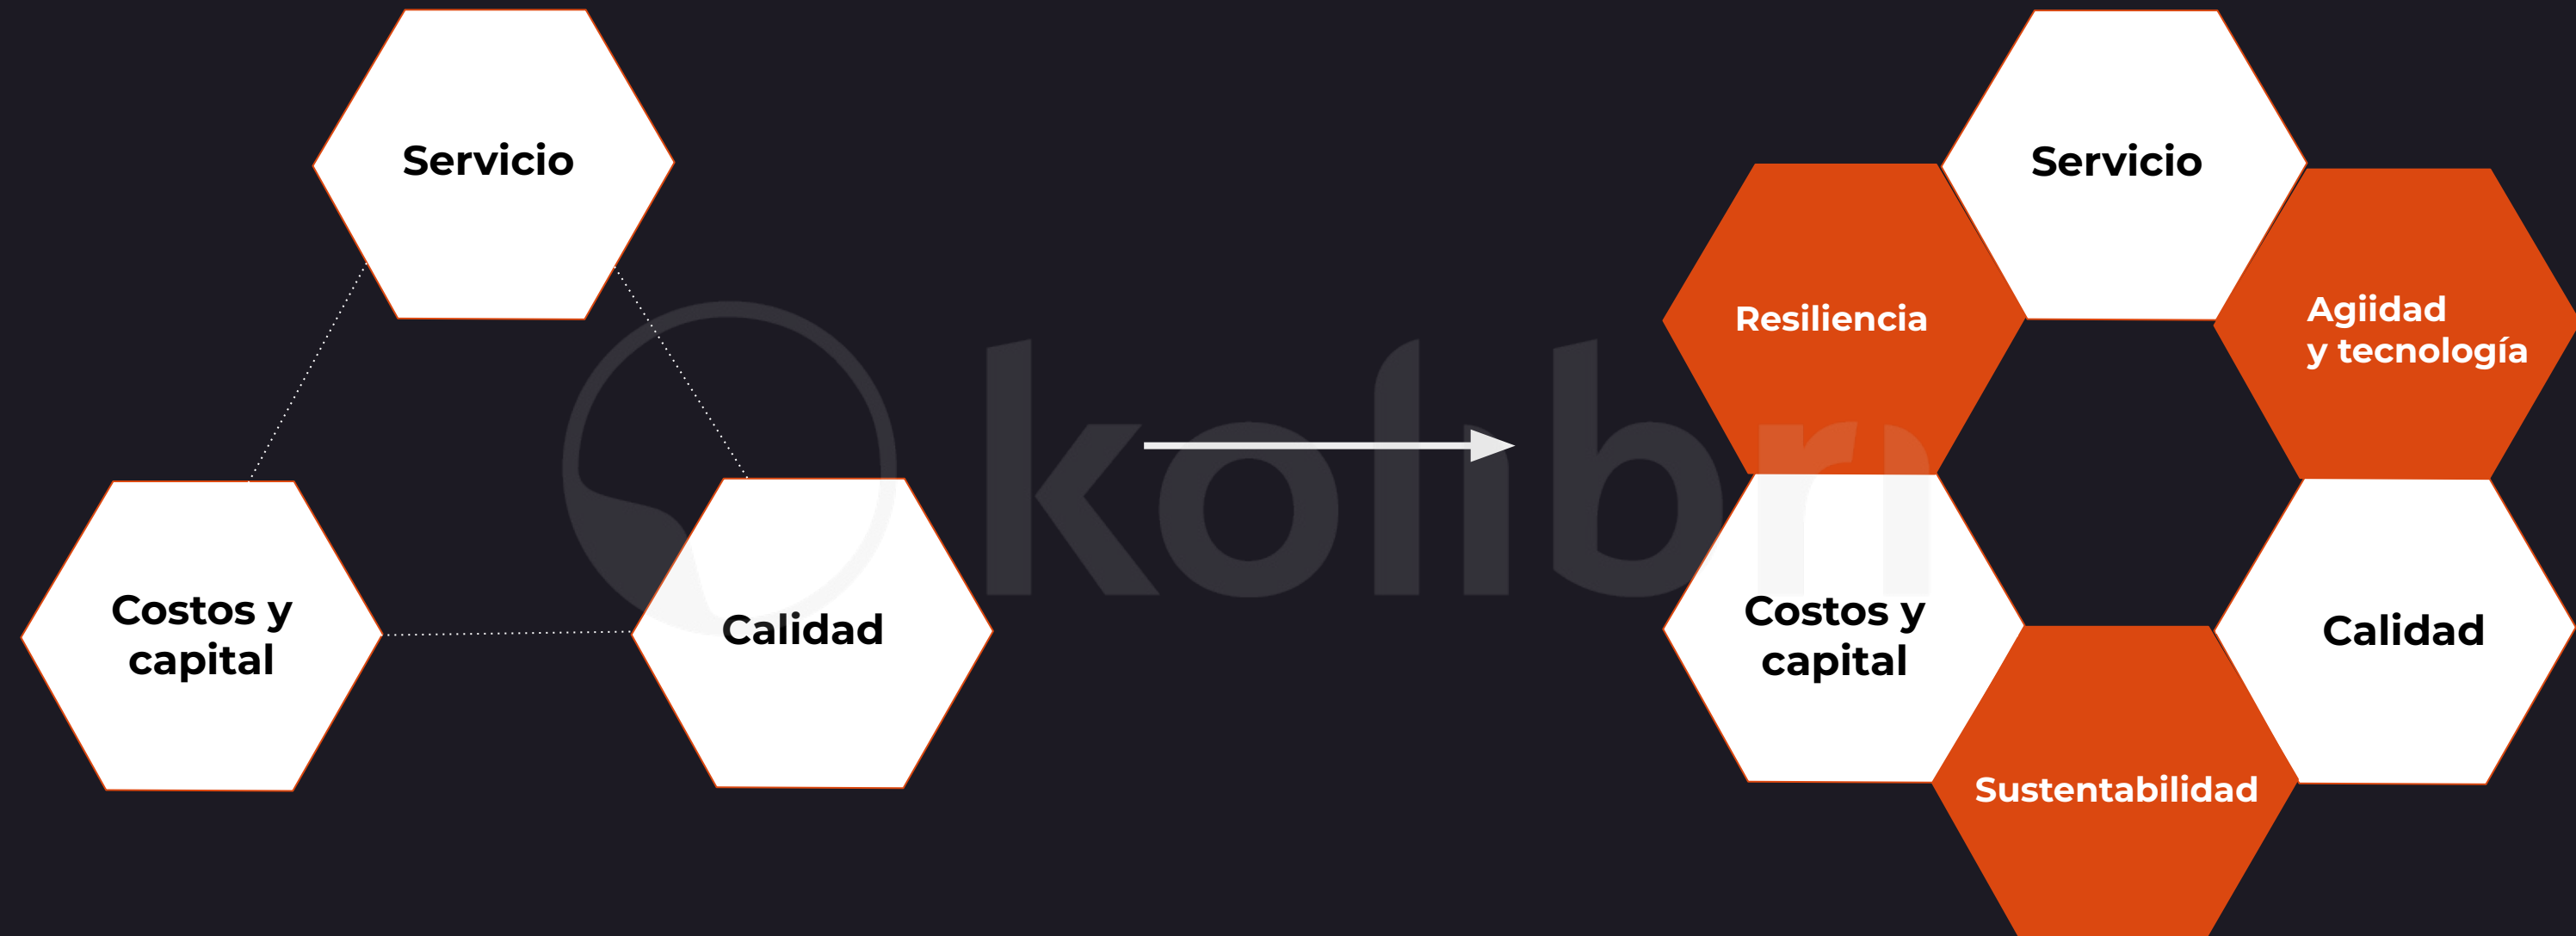 Servicio
Costos y
capital
Calidad
kolibri
Servicio
Resiliencia
Agiidad
y tecnología
Costos y
capital
Calidad
Sustentabilidad